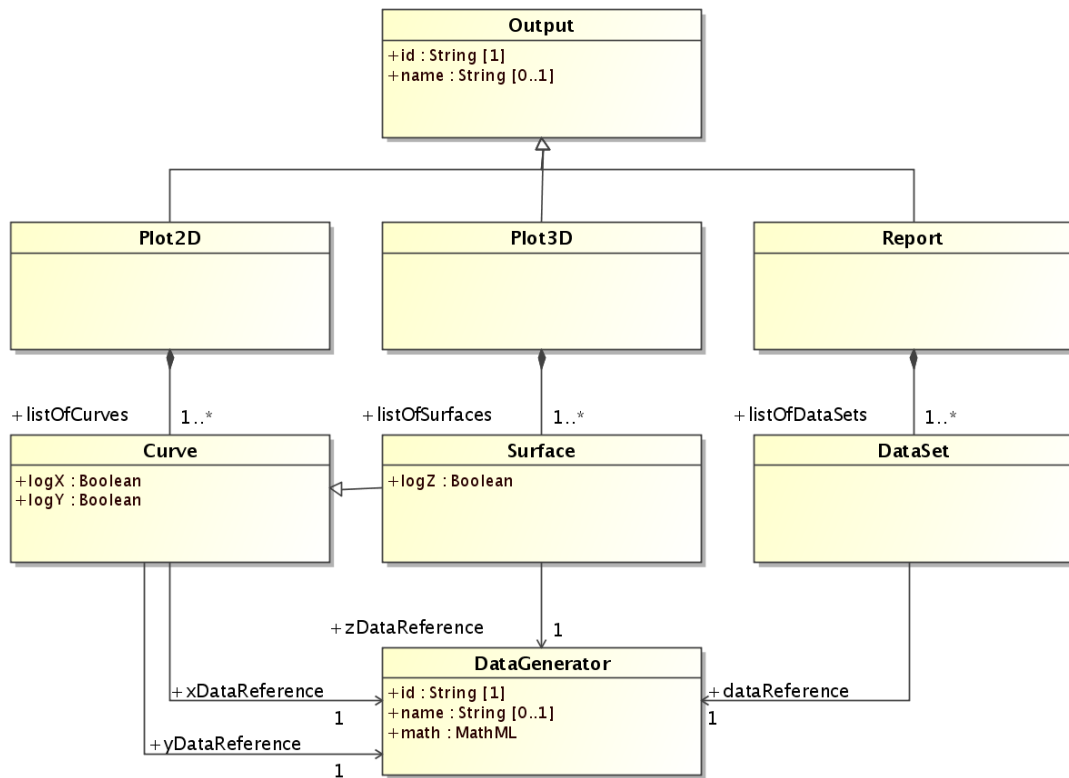 Output
+id : String [1]
+name : String [0..1]
Plot2D
Plot3D
Report
+listOfCurves
1..*
+listOfSurfaces
1..*
+listOfDataSets
1..*
Curve
+logX : Boolean
+logY : Boolean
Surface
+logZ : Boolean
DataSet
+zDataReference
1
DataGenerator
+id : String [1]
+name : String [0..1]
+math : MathML
+xDataReference
1
+dataReference
1
+yDataReference
1